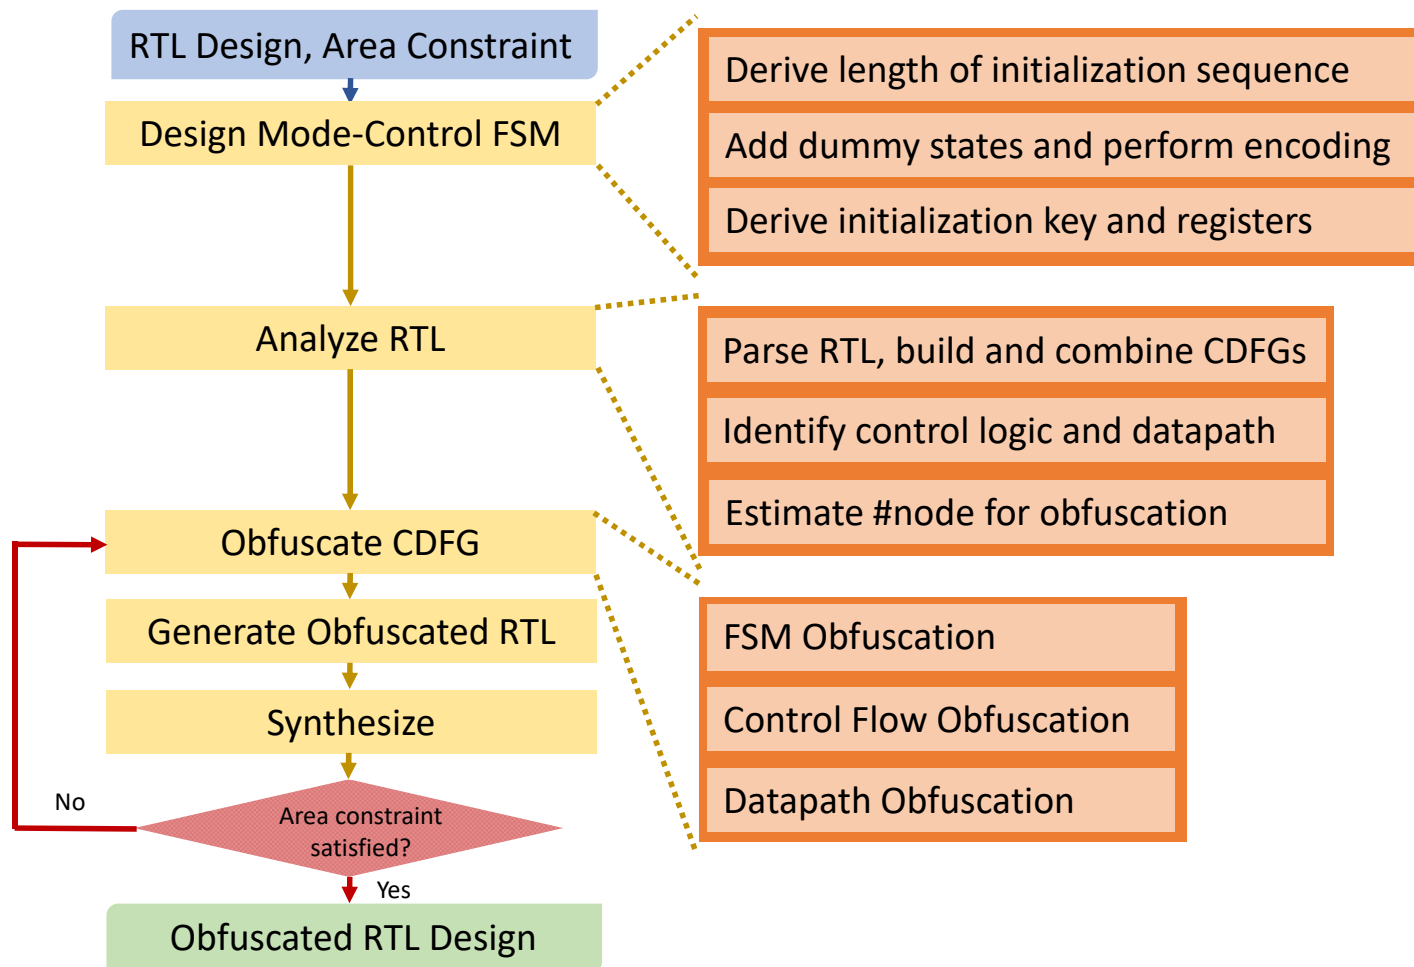 RTL Design, Area Constraint
Design Mode-Control FSM
Derive length of initialization sequence
Add dummy states and perform encoding
Derive initialization key and registers
Analyze RTL
Parse RTL, build and combine CDFGs
Identify control logic and datapath
Estimate #node for obfuscation
Obfuscate CDFG
FSM Obfuscation
Control Flow Obfuscation
Datapath Obfuscation
Generate Obfuscated RTL
Synthesize
Area constraint
satisfied?
No
Yes
Obfuscated RTL Design